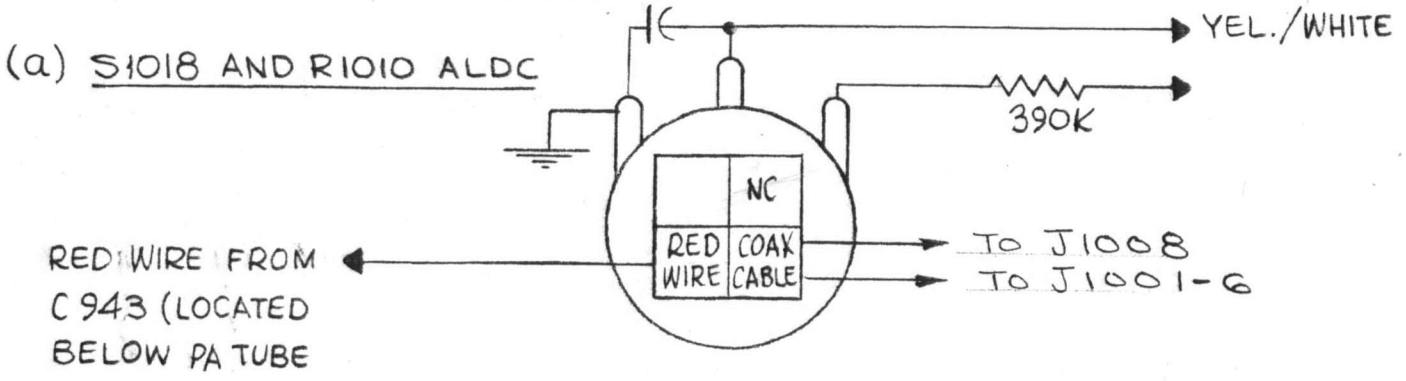 YEL./WHITE
(a) S1018 AND R1010 ALDC
390K
NC
RED WIRE
COAX CABLE
TO J1008
TO J1001-6
RED WIRE FROM
C 943 (LOCATED
BELOW PA TUBE